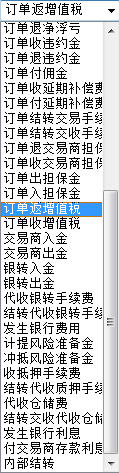 订单返增值税
订单退净浮亏
订单收违约金
订单退违约金
订单付佣金
订单收延期补偿费
订单付延期补偿费
订单结转交易手续
订单结转交收手续
订单退交易商担保
订单收交易商担保
订单出担保金
订单入担保金
订单返增值税
订单收增值税
交易商入金
交易商出金
银转入金
银转出金
代收银转手续费
结转代收银转手续
发生银行费用
计提风险准备金
冲抵风险准备金
收抵押手续费
结转代收质押手续
代收仓储费
结转交收代收仓储
发生银行利息
付交易商存款利息
内部结转